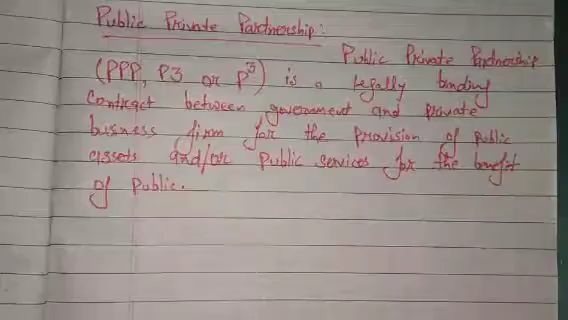 Public Private Partnership:
Public Private Partnership
(PPP, P3 or P³) is a legally binding
Contract between government and private
business firm for the provision of public
assets and/or Public services for the benefit
of Public.